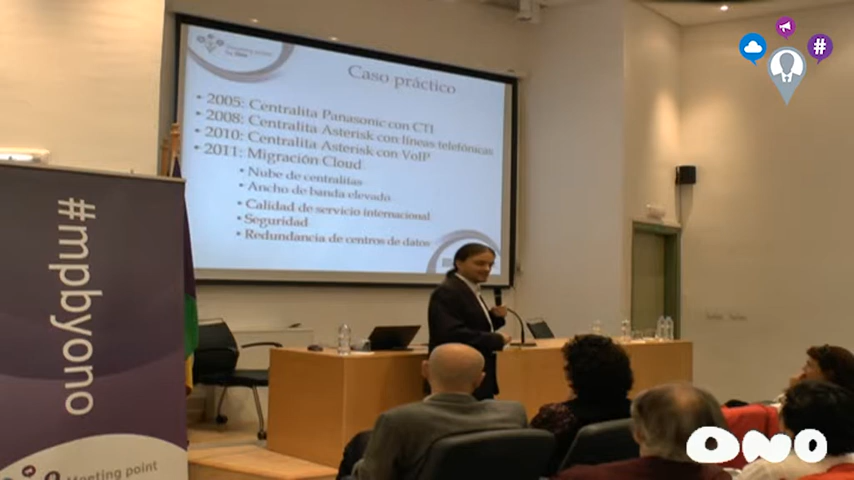 Caso práctico
• 2005: Centralita Panasonic con CTI
• 2008: Centralita Asterisk con líneas telefónicas
• 2010: Centralita Asterisk con VoIP
• 2011: Migración Cloud
• Nube de centralitas
• Ancho de banda elevado
• Calidad de servicio internacional
• Seguridad
• Redundancia de centros de datos
#mpbyono
Meeting point
#
ONO